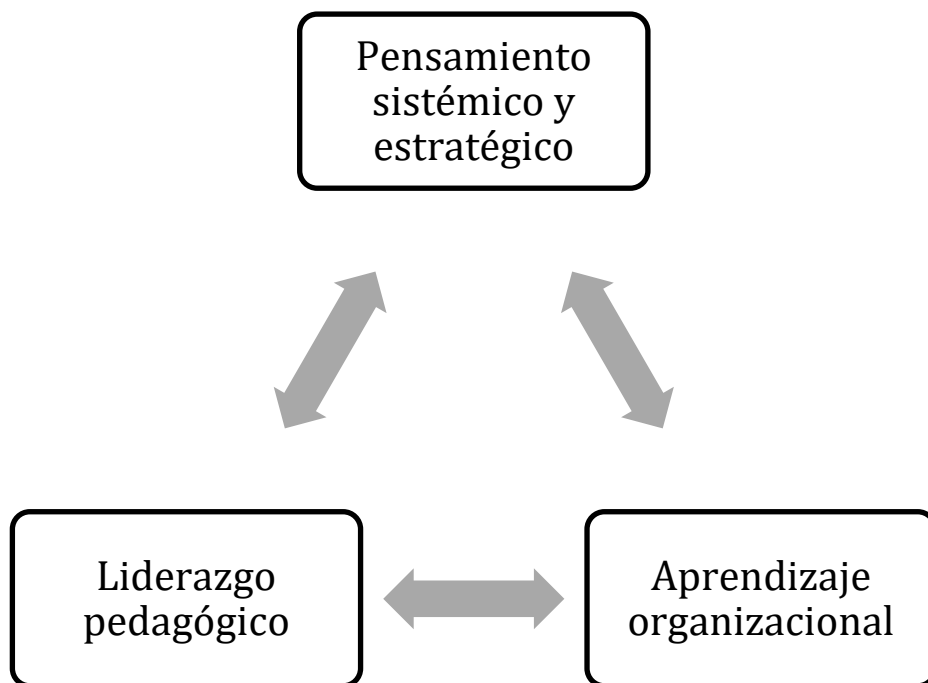 Pensamiento
sistémico y
estratégico
Liderazgo
pedagógico
Aprendizaje
organizacional